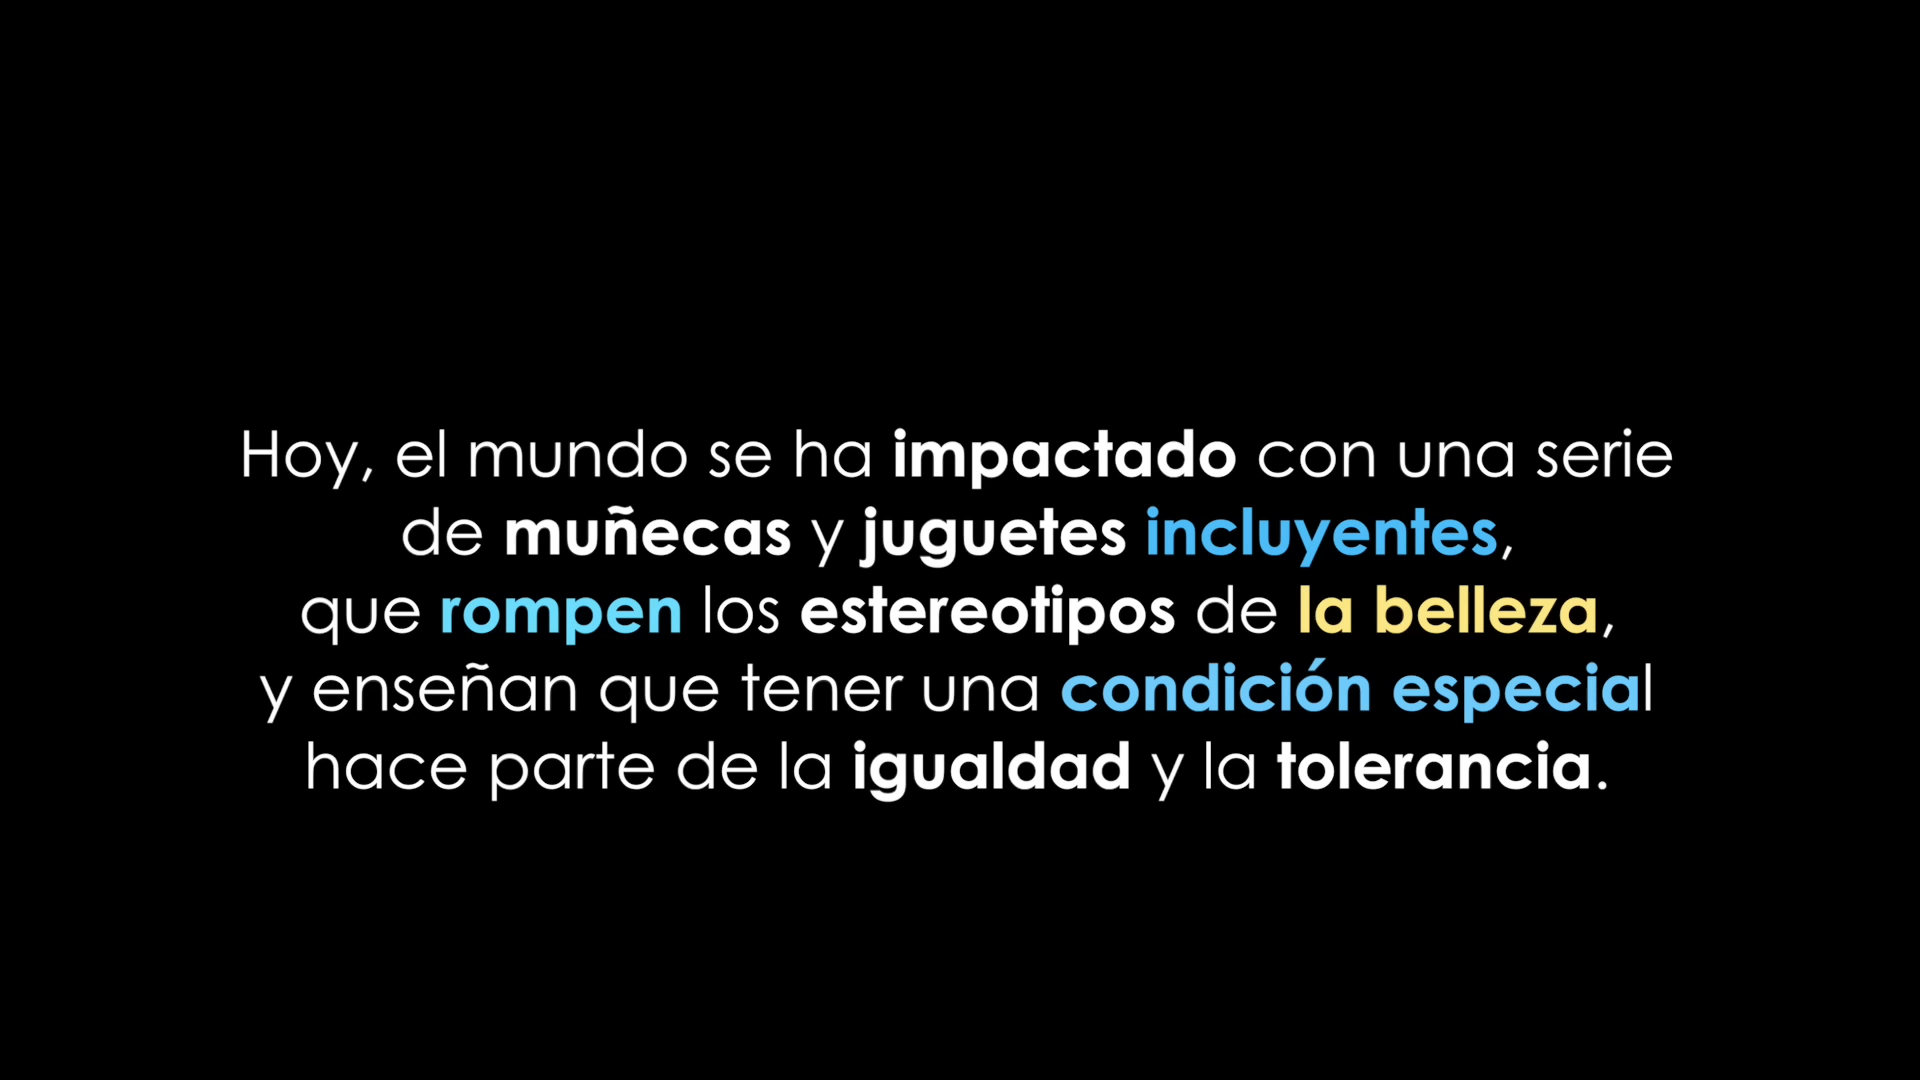 Hoy, el mundo se ha impactado con una serie
de muñecas y juguetes incluyentes,
que rompen los estereotipos de la belleza,
y enseñan que tener una condición especial
hace parte de la igualdad y la tolerancia.